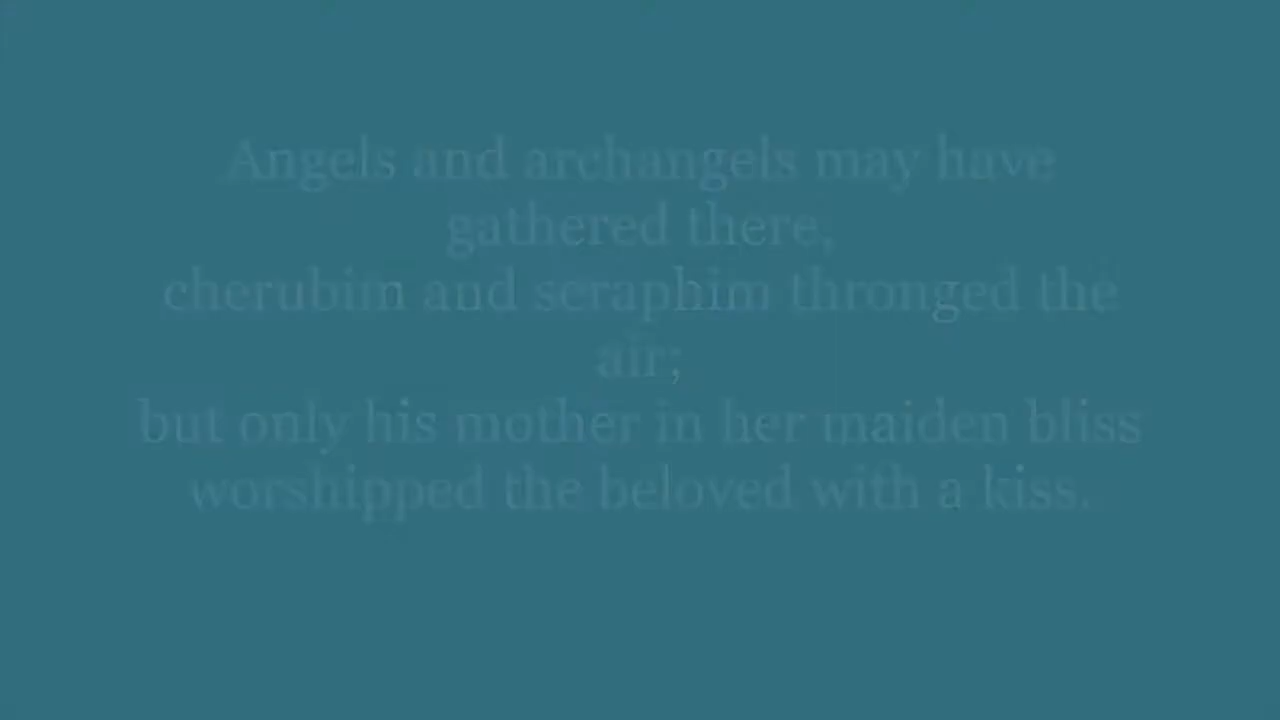 Angels and archangels may have
gathered there,
cherubim and seraphim thronged the
air;
but only his mother in her maiden bliss
worshipped the beloved with a kiss.